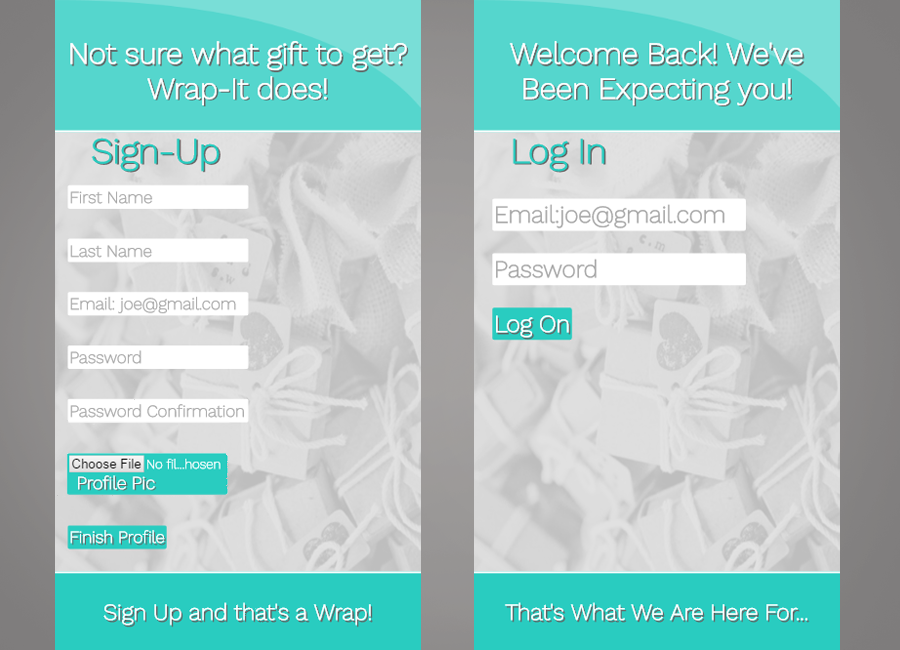 Not sure what gift to get?
Wrap-It does!
Sign-Up
First Name
Last Name
Email: joe@gmail.com
Password
Password Confirmation
Choose File No fil...hosen
Profile Pic
Finish Profile
Sign Up and that's a Wrap!
Welcome Back! We've
Been Expecting you!
Log In
Email:joe@gmail.com
Password
Log On
That's What We Are Here For...